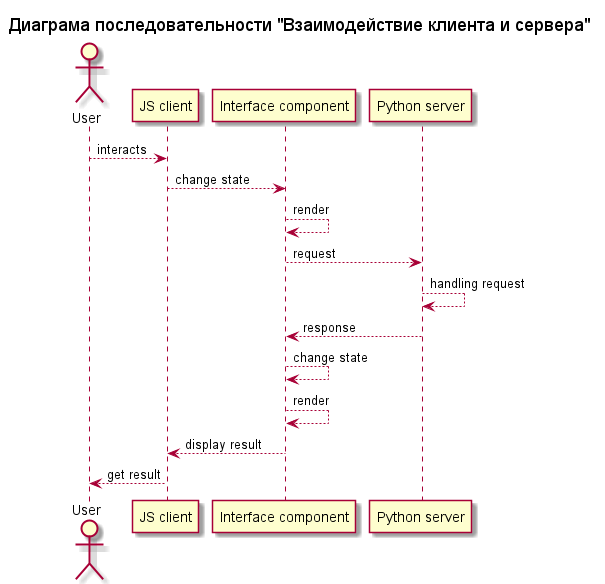 Диаграма последовательности "Взаимодействие клиента и сервера"
User
JS client
Interface component
Python server
interacts
change state
render
request
handling request
response
change state
render
display result
get result
User
JS client
Interface component
Python server